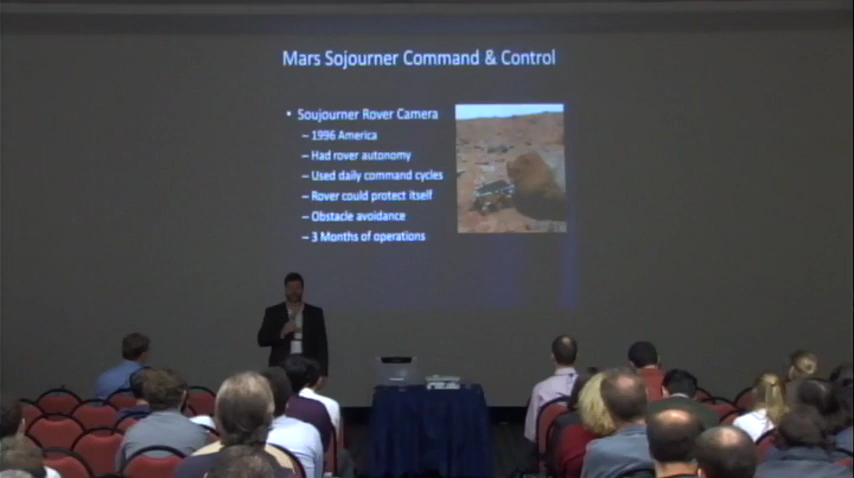 Mars Sojourner Command & Control
• Soujourner Rover Camera
– 1996 America
– Had rover autonomy
– Used daily command cycles
– Rover could protect itself
– Obstacle avoidance
– 3 Months of operations